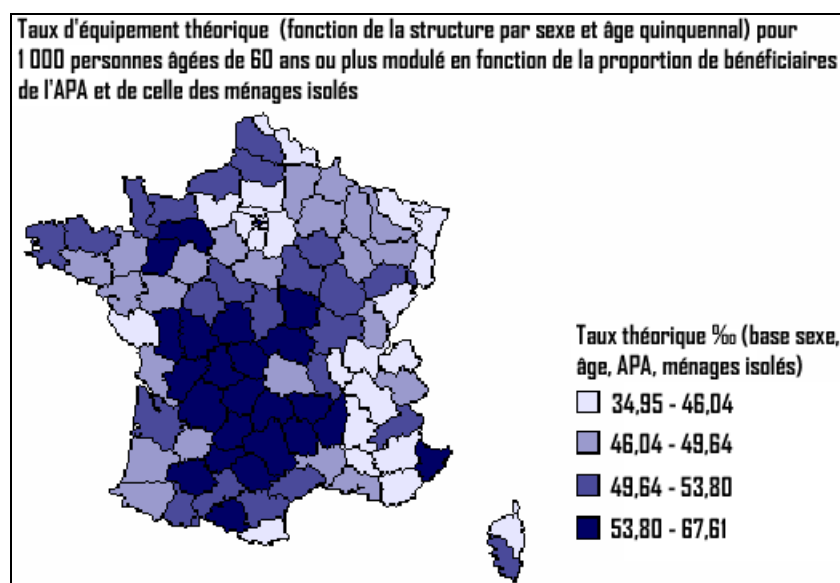 Taux d'équipement théorique (fonction de la structure par sexe et âge quinquennal) pour
1 000 personnes âgées de 60 ans ou plus modulé en fonction de la proportion de bénéficiaires
de l'APA et de celle des ménages isolés
Taux théorique ‰ (base sexe,
âge, APA, ménages isolés)
34,95 - 46,04
46,04 - 49,64
49,64 - 53,80
53,80 - 67,61